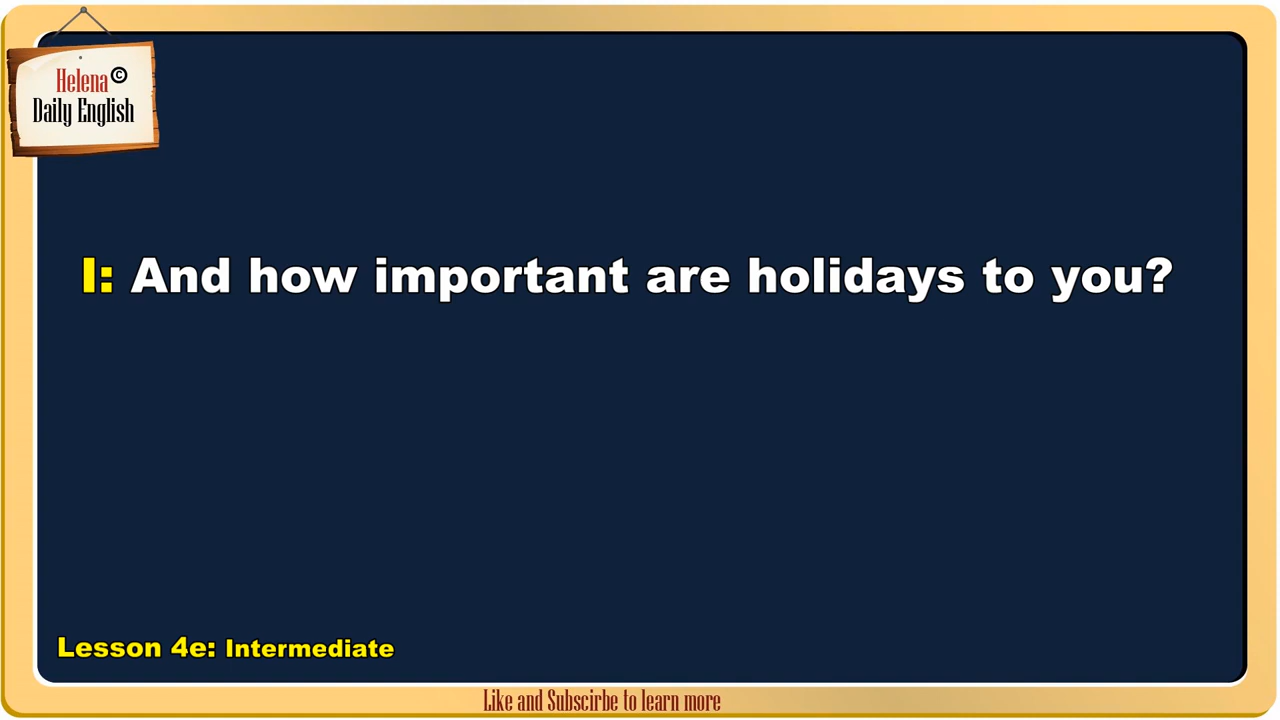 Helena ©
Daily English
I: And how important are holidays to you?
Lesson 4e: Intermediate
Like and Subscirbe to learn more